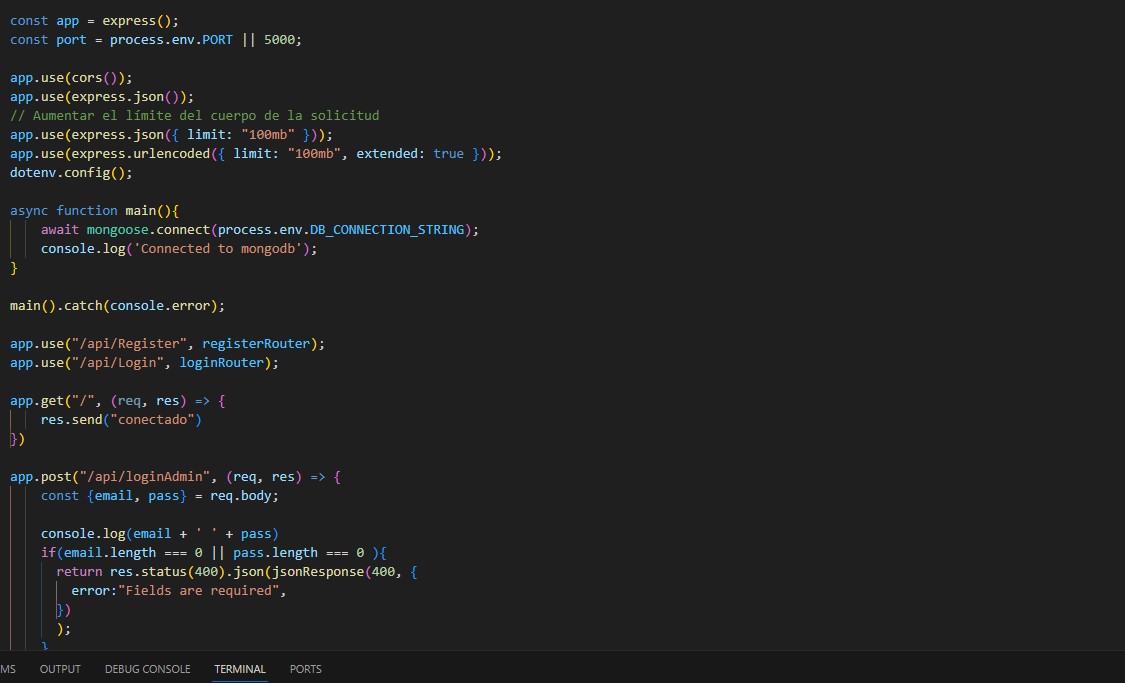 const app = express();
const port = process.env.PORT || 5000;
app.use(cors());
app.use(express.json());
// Aumentar el límite del cuerpo de la solicitud
app.use(express.json({ limit: "100mb" }));
app.use(express.urlencoded({ limit: "100mb", extended: true }));
dotenv.config();
async function main(){
await mongoose.connect(process.env.DB_CONNECTION_STRING);
console.log('Connected to mongodb');
}
main().catch(console.error);
app.use("/api/Register", registerRouter);
app.use("/api/Login", loginRouter);
app.get("/", (req, res) => {
res.send("conectado")
})
app.post("/api/loginAdmin", (req, res) => {
const {email, pass} = req.body;
console.log(email + ' ' + pass)
if(email.length === 0 || pass.length === 0 ){
return res.status(400).json(jsonResponse(400, {
error:"Fields are required",
})
);
}
MS OUTPUT DEBUG CONSOLE TERMINAL PORTS